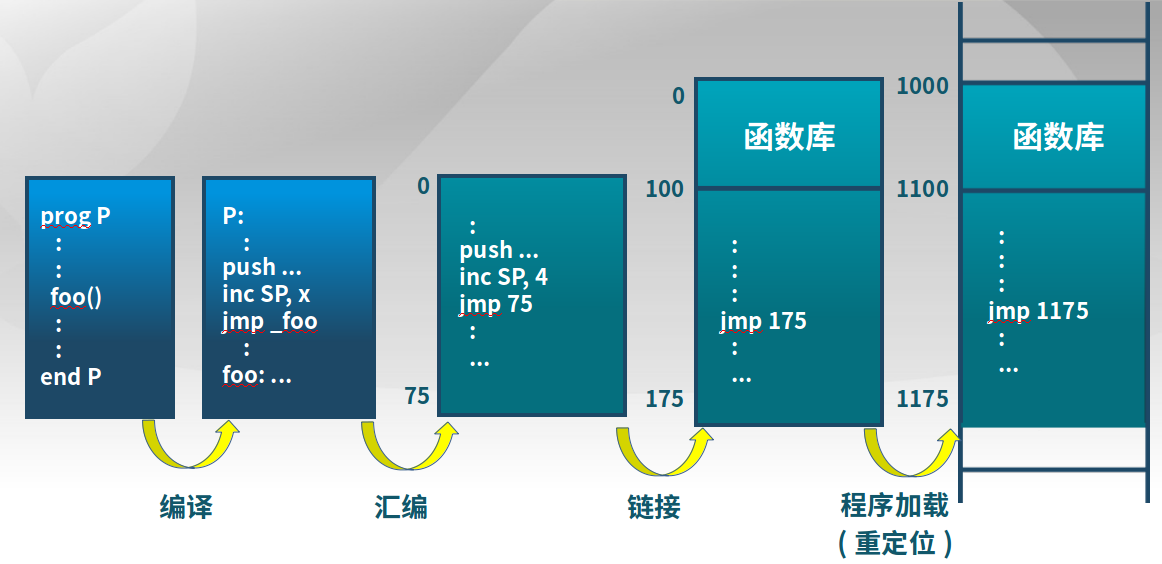 prog P
:
:
foo()
:
:
end P
P:
:
push ...
inc SP, x
jmp _foo
:
foo: ...
0
:
push ...
inc SP, 4
jmp 75
:
...
75
0
函数库
100
:
:
:
jmp 175
:
...
175
1000
函数库
1100
:
:
:
jmp 1175
:
...
1175
编译
汇编
链接
程序加载
( 重定位 )